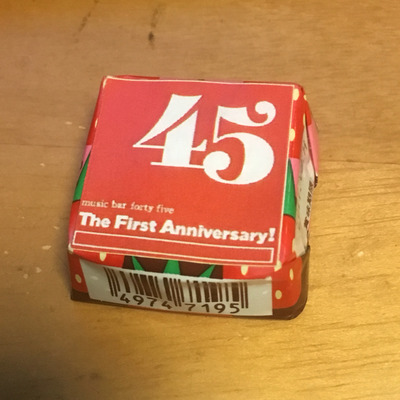 45
music bar forty five
The First Anniversary!
4974 7195